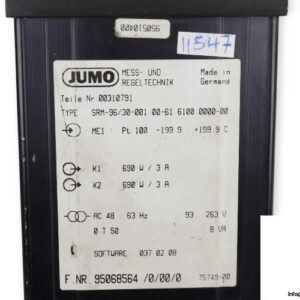 95051400
11547
JUMO MESS- UND REGELTECHNIK
Made in Germany
Teile Nr 00310791
TYPE SRM-96/30-001 00-61 6100 0000-00
ME1 : Pt 100 -199.9 +199.9 C
K1 690 W / 3 A
K2 690 W / 3 A
AC 48 63 Hz 93 263 V
0 T 50 8 VA
SOFTWARE 037 02 08
F.NR. 95068564 /0/00/0 75749-00